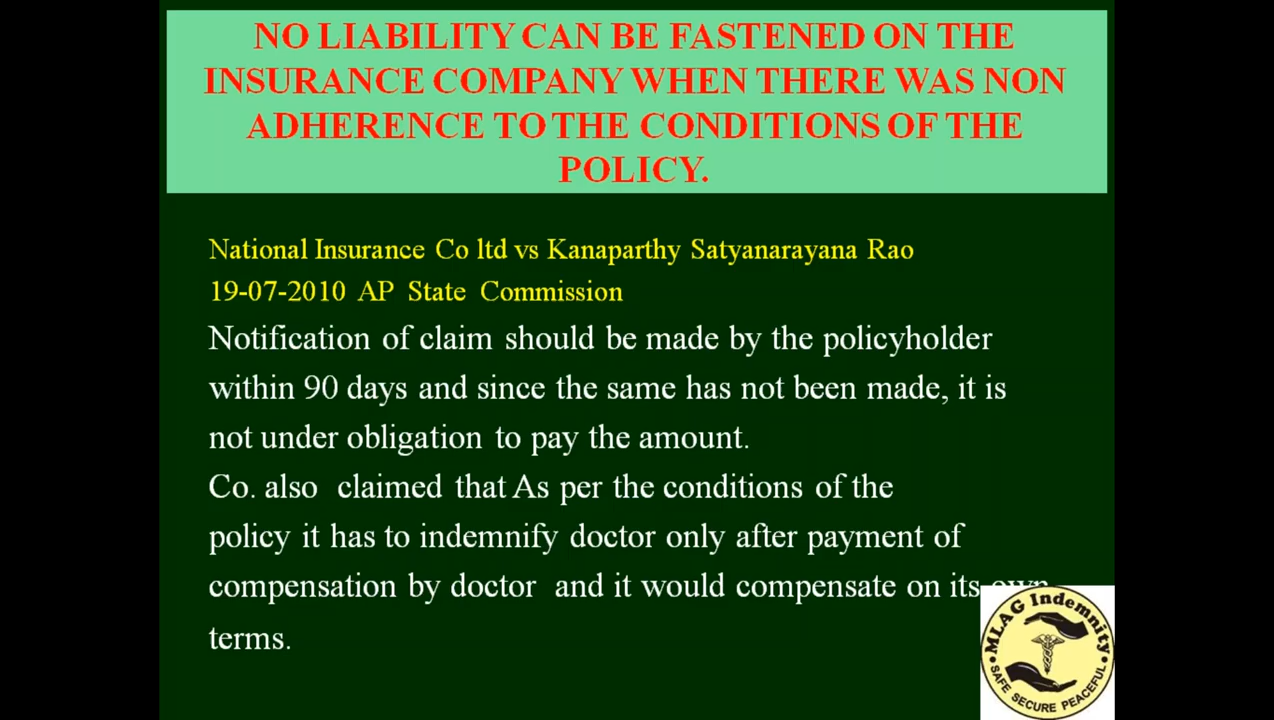 NO LIABILITY CAN BE FASTENED ON THE
INSURANCE COMPANY WHEN THERE WAS NON
ADHERENCE TO THE CONDITIONS OF THE
POLICY.
National Insurance Co ltd vs Kanaparthy Satyanarayana Rao
19-07-2010 AP State Commission
Notification of claim should be made by the policyholder
within 90 days and since the same has not been made, it is
not under obligation to pay the amount.
Co. also claimed that As per the conditions of the
policy it has to indemnify doctor only after payment of
compensation by doctor and it would compensate on its own
terms.
MLAG Indemnity
SAFE SECURE PEACEFUL